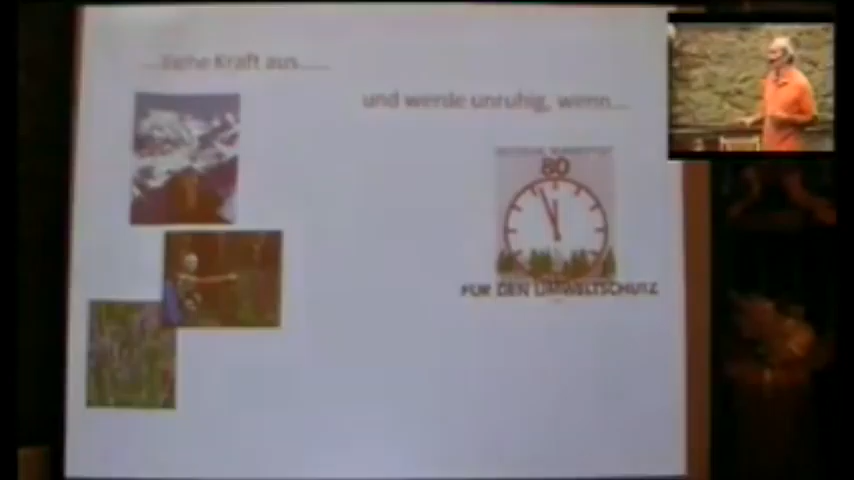 ...ziehe Kraft aus......
und werde unruhig, wenn...
80
FÜR DEN UMWELTSCHUTZ